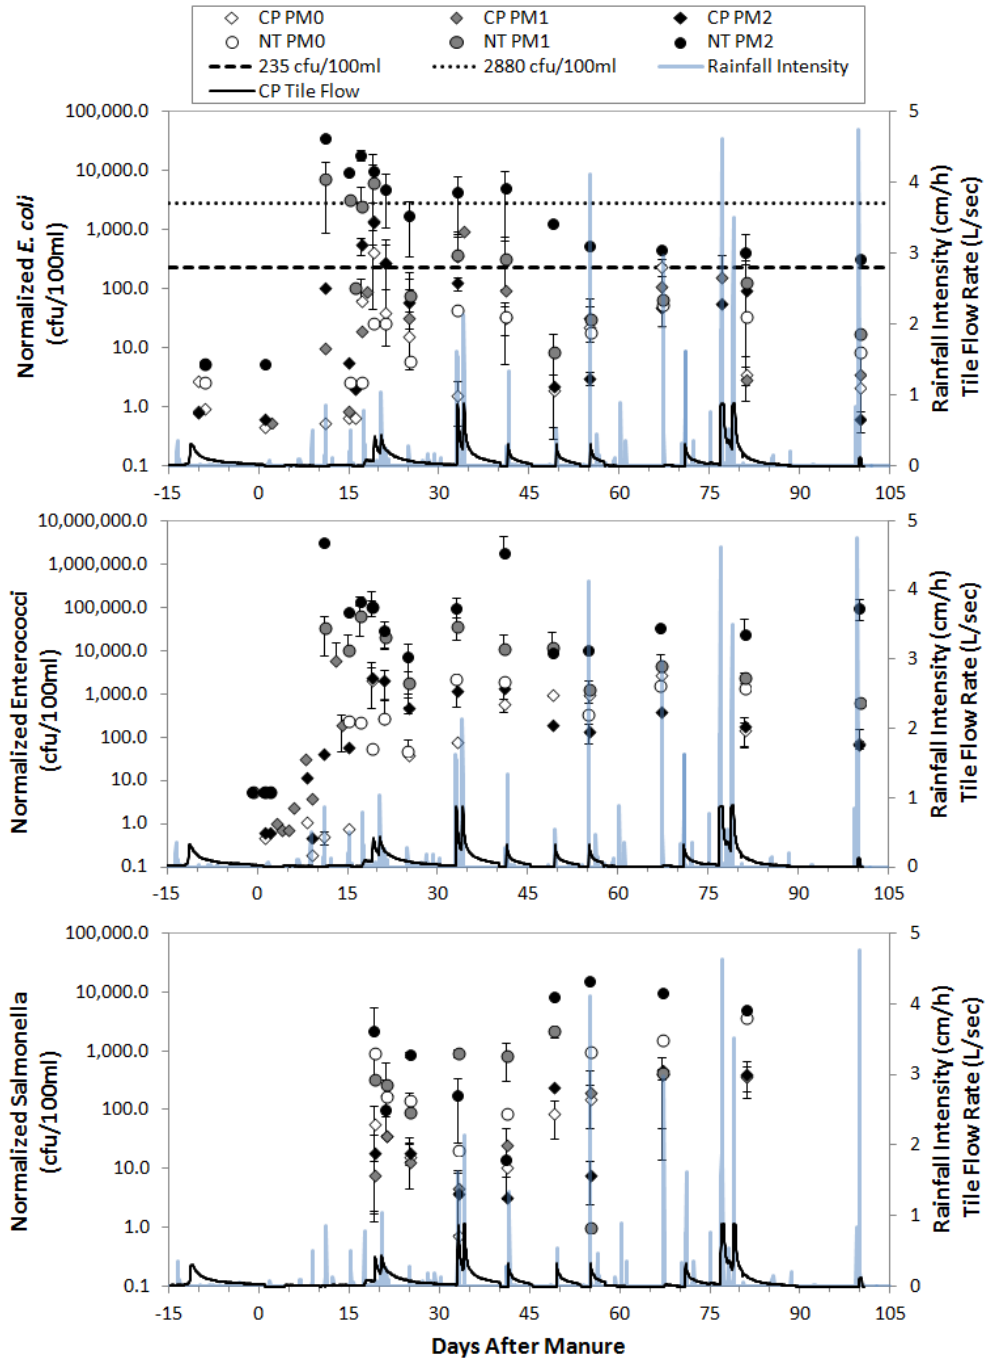 CP PM0 CP PM1 CP PM2
NT PM0 NT PM1 NT PM2
235 cfu/100ml 2880 cfu/100ml Rainfall Intensity
CP Tile Flow
Normalized E. coli
(cfu/100ml)
100,000.0
10,000.0
1,000.0
100.0
10.0
1.0
0.1
5
4
3
2
1
0
Rainfall Intensity (cm/h)
Tile Flow Rate (L/sec)
-15 0 15 30 45 60 75 90 105
Normalized Enterococci
(cfu/100ml)
10,000,000.0
1,000,000.0
100,000.0
10,000.0
1,000.0
100.0
10.0
1.0
0.1
5
4
3
2
1
0
Rainfall Intensity (cm/h)
Tile Flow Rate (L/sec)
-15 0 15 30 45 60 75 90 105
Normalized Salmonella
(cfu/100ml)
100,000.0
10,000.0
1,000.0
100.0
10.0
1.0
0.1
5
4
3
2
1
0
Rainfall Intensity (cm/h)
Tile Flow Rate (L/sec)
-15 0 15 30 45 60 75 90 105
Days After Manure